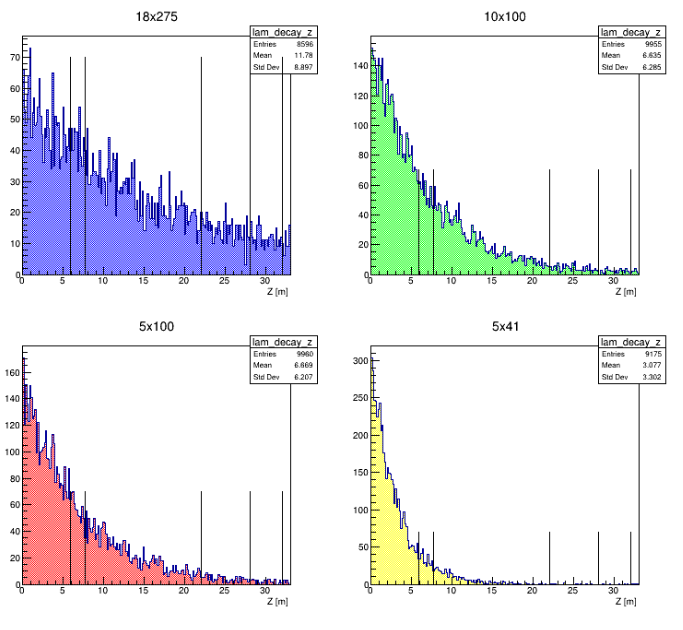 18x275
lam_decay_z
Entries 8596
Mean 11.78
Std Dev 8.897
70
60
50
40
30
20
10
0
0 5 10 15 20 25 30
Z [m]
10x100
lam_decay_z
Entries 9955
Mean 6.635
Std Dev 6.285
160
140
120
100
80
60
40
20
0
0 5 10 15 20 25 30
Z [m]
5x100
lam_decay_z
Entries 9960
Mean 6.669
Std Dev 6.207
160
140
120
100
80
60
40
20
0
0 5 10 15 20 25 30
Z [m]
5x41
lam_decay_z
Entries 9175
Mean 3.077
Std Dev 3.302
300
250
200
150
100
50
0
0 5 10 15 20 25 30
Z [m]